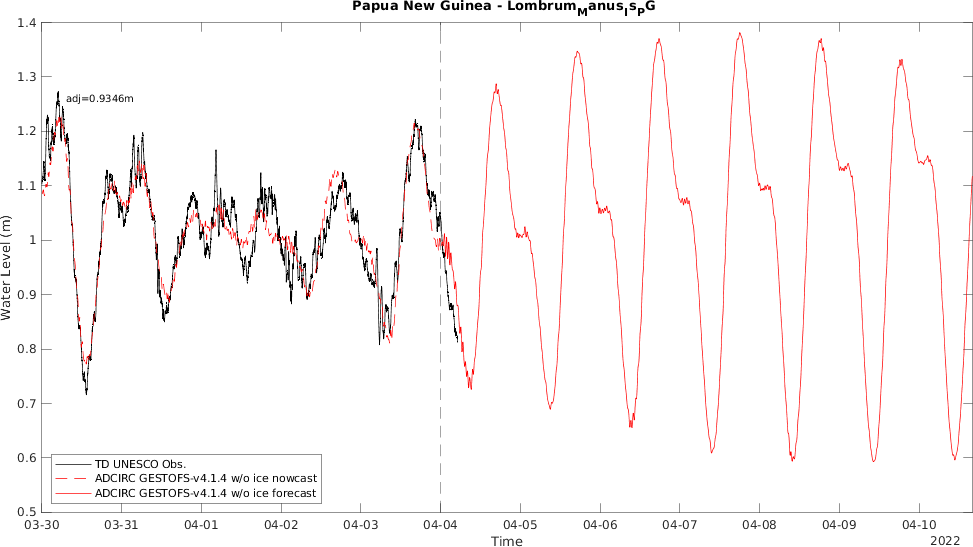 Papua New Guinea - LombrumManusIsPG
1.4
1.3
1.2
1.1
1
0.9
0.8
0.7
0.6
0.5
Water Level (m)
adj=0.9346m
TD UNESCO Obs.
ADCIRC GESTOFS-v4.1.4 w/o ice nowcast
ADCIRC GESTOFS-v4.1.4 w/o ice forecast
03-30 03-31 04-01 04-02 04-03 04-04 04-05 04-06 04-07 04-08 04-09 04-10
Time
2022